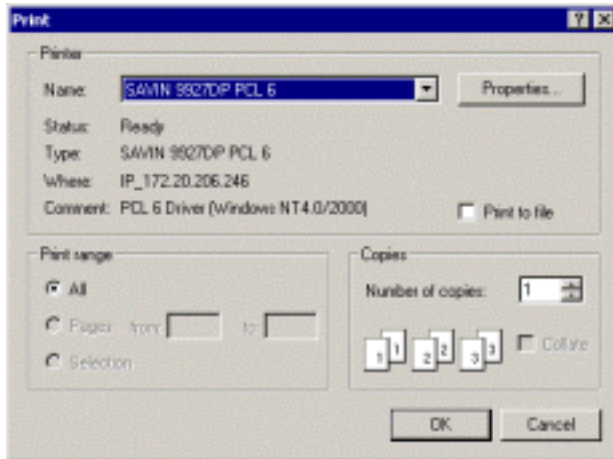 Print
Printer
Name: SAVIN 9927DP PCL 6 Properties...
Status: Ready
Type: SAVIN 9927DP PCL 6
Where: IP_172.20.206.246
Comment: PCL 6 Driver (Windows NT4.0/2000) Print to file
Print range
All
Pages from: to:
Selection
Copies
Number of copies: 1
1 1 2 2 3 3 Collate
OK Cancel